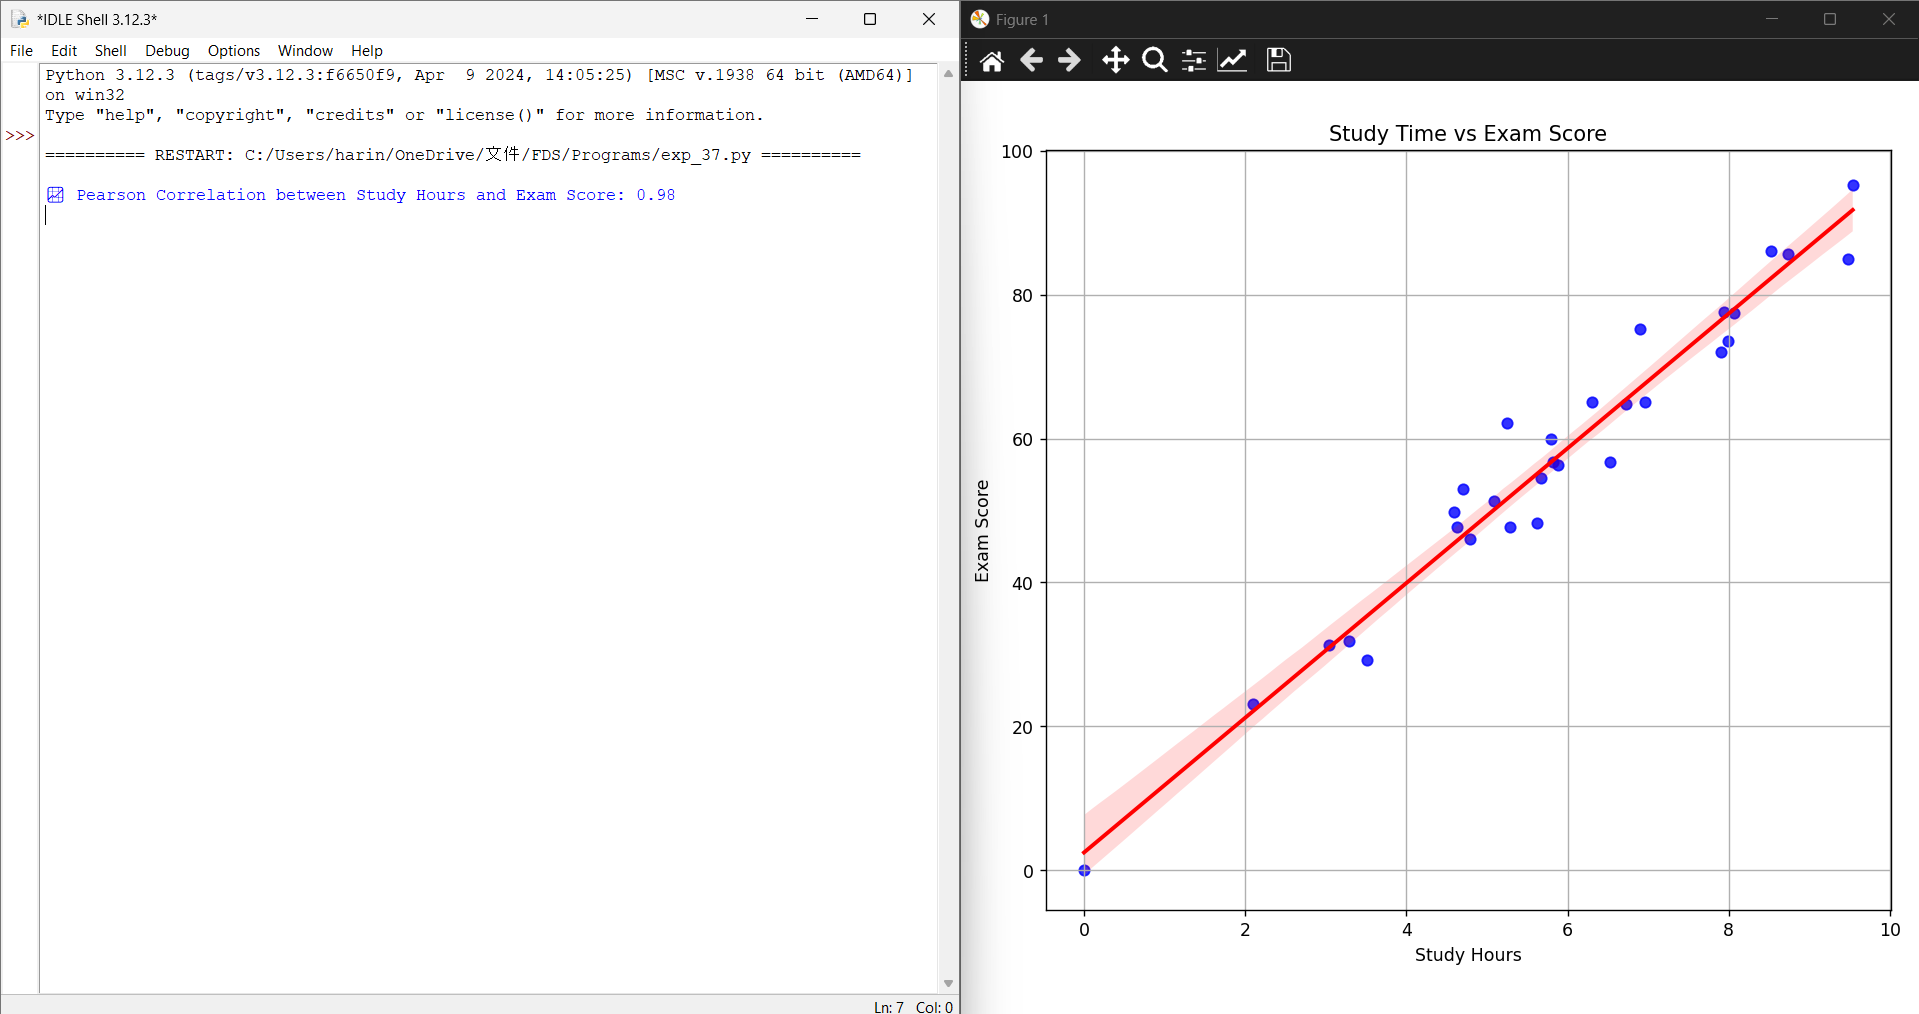 *IDLE Shell 3.12.3*
File Edit Shell Debug Options Window Help
Python 3.12.3 (tags/v3.12.3:f6650f9, Apr  9 2024, 14:05:25) [MSC v.1938 64 bit (AMD64)]
on win32
Type "help", "copyright", "credits" or "license()" for more information.
>>>
========== RESTART: C:/Users/harin/OneDrive/文件/FDS/Programs/exp_37.py ==========
Pearson Correlation between Study Hours and Exam Score: 0.98
Ln: 7 Col: 0
Figure 1
Study Time vs Exam Score
100
80
60
40
20
0
Exam Score
0 2 4 6 8 10
Study Hours